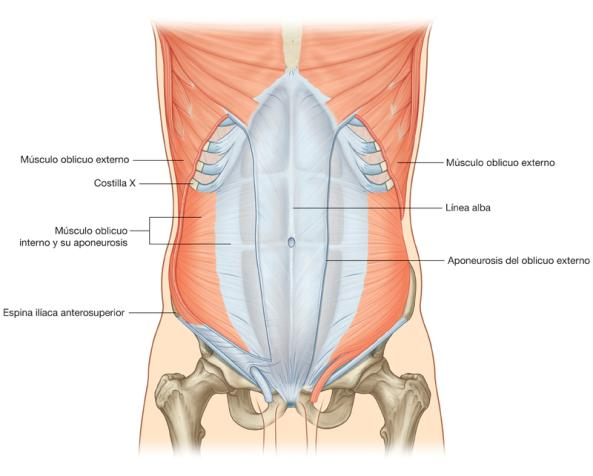 Músculo oblicuo externo
Costilla X
Músculo oblicuo
interno y su aponeurosis
Espina ilíaca anterosuperior
Músculo oblicuo externo
Línea alba
Aponeurosis del oblicuo externo